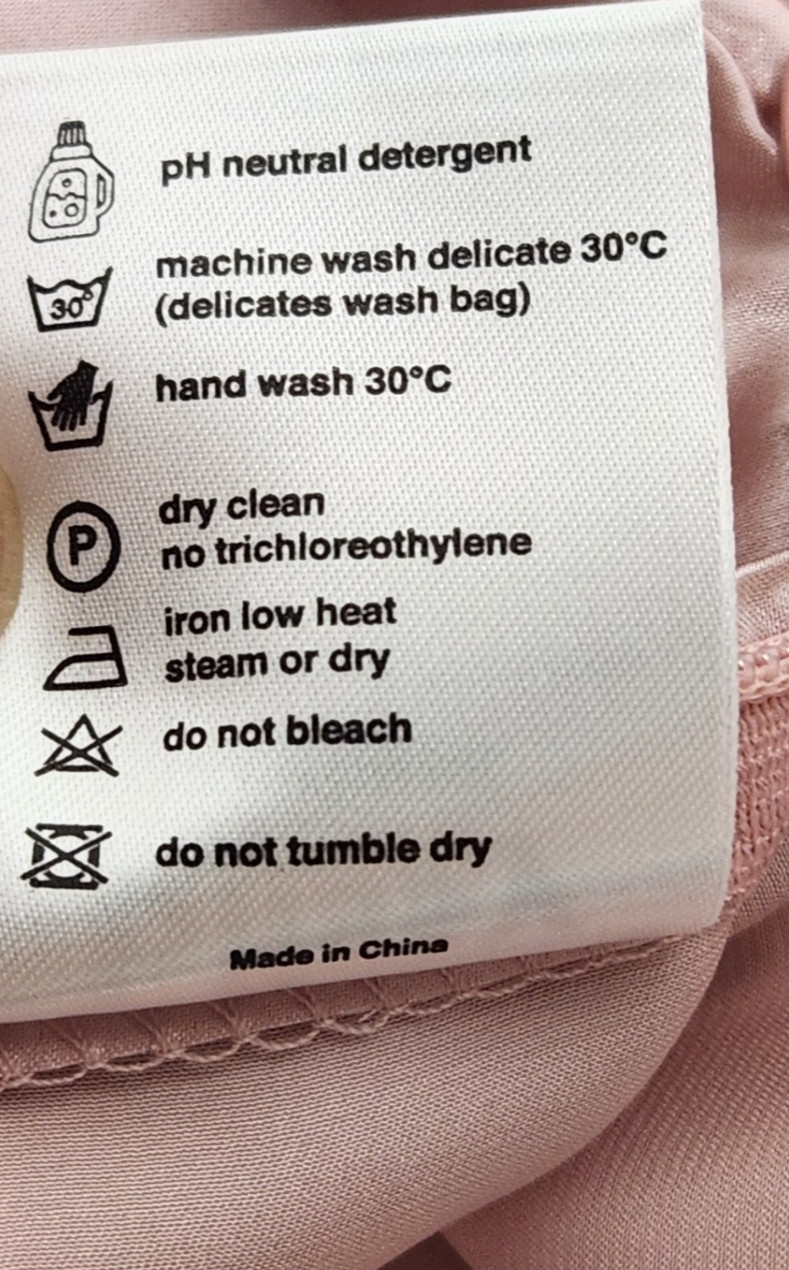 pH neutral detergent
machine wash delicate 30°C
30°
(delicates wash bag)
hand wash 30°C
dry clean
P
no trichloreothylene
iron low heat
steam or dry
do not bleach
do not tumble dry
Made in China